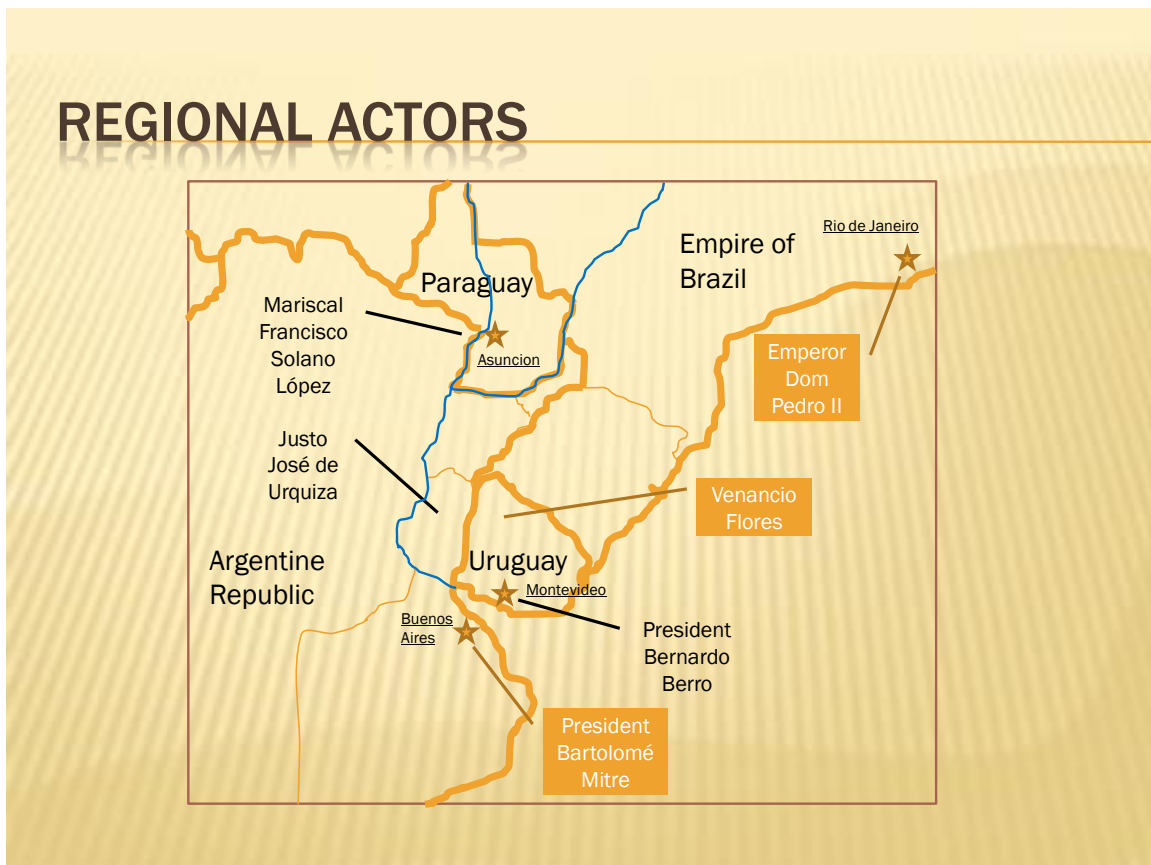 REGIONAL ACTORS
Rio de Janeiro
Empire of
Brazil
Paraguay
Mariscal
Francisco
Solano
López
Asuncion
Emperor
Dom
Pedro II
Justo
José de
Urquiza
Venancio
Flores
Argentine
Republic
Uruguay
Montevideo
Buenos
Aires
President
Bernardo
Berro
President
Bartolomé
Mitre